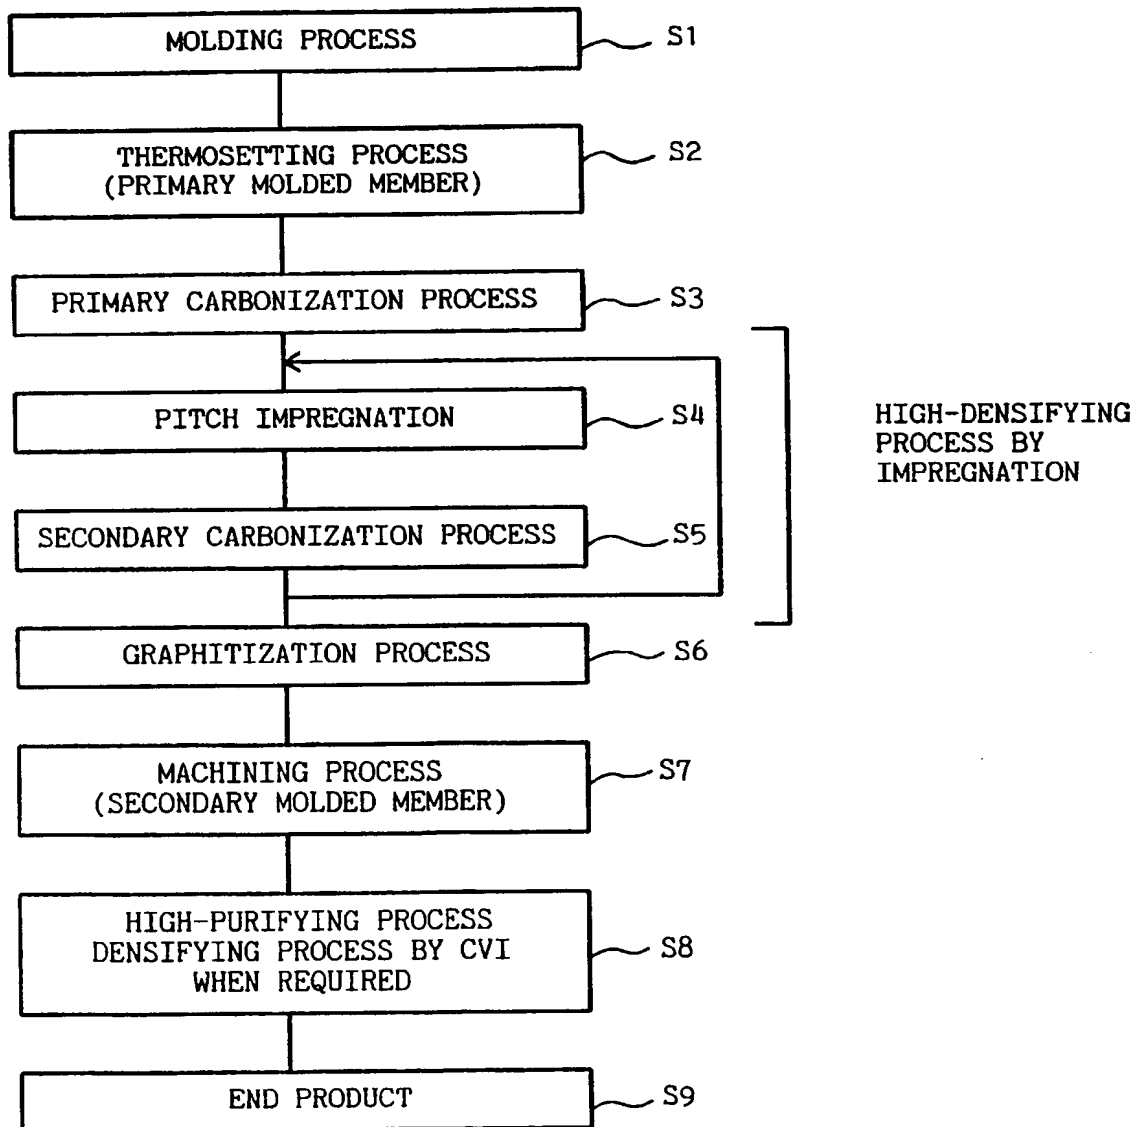 MOLDING PROCESS
S1
THERMOSETTING PROCESS
(PRIMARY MOLDED MEMBER)
S2
PRIMARY CARBONIZATION PROCESS
S3
PITCH IMPREGNATION
S4
HIGH-DENSIFYING
PROCESS BY
IMPREGNATION
SECONDARY CARBONIZATION PROCESS
S5
GRAPHITIZATION PROCESS
S6
MACHINING PROCESS
(SECONDARY MOLDED MEMBER)
S7
HIGH-PURIFYING PROCESS
DENSIFYING PROCESS BY CVI
WHEN REQUIRED
S8
END PRODUCT
S9